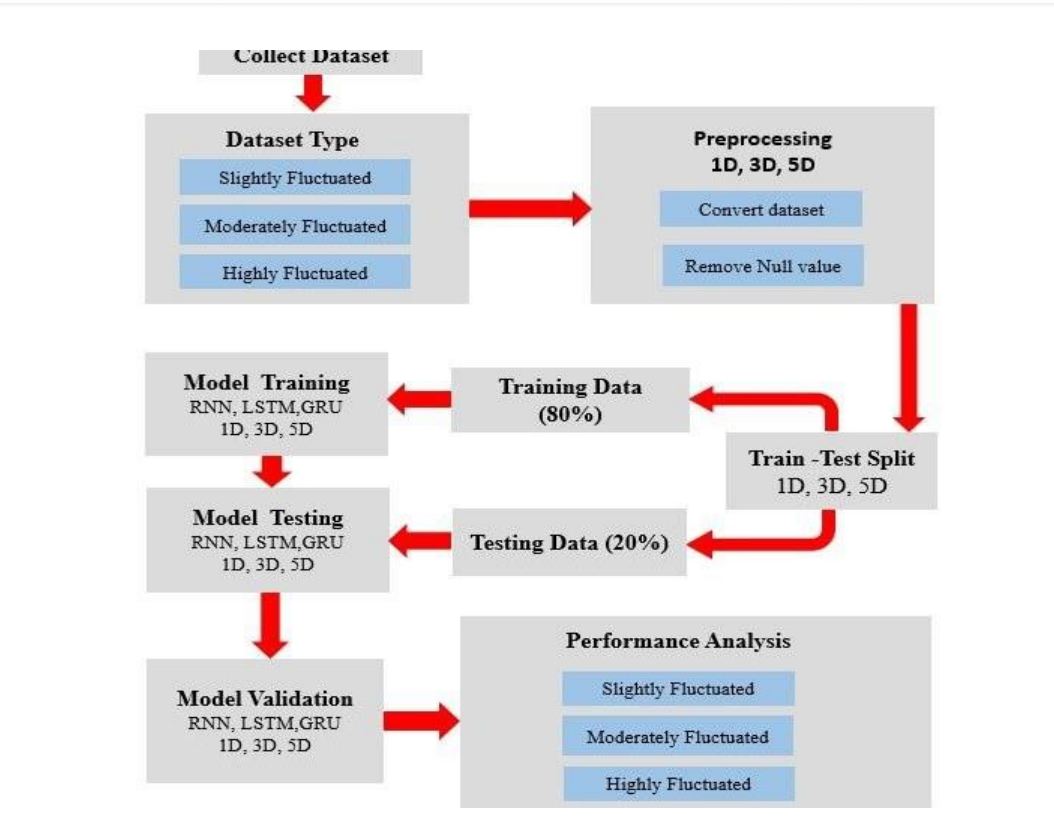 Collect Dataset
Dataset Type
Slightly Fluctuated
Moderately Fluctuated
Highly Fluctuated
Preprocessing
1D, 3D, 5D
Convert dataset
Remove Null value
Train -Test Split
1D, 3D, 5D
Training Data
(80%)
Testing Data (20%)
Model  Training
RNN, LSTM,GRU
1D, 3D, 5D
Model  Testing
RNN, LSTM,GRU
1D, 3D, 5D
Model Validation
RNN, LSTM,GRU
1D, 3D, 5D
Performance Analysis
Slightly Fluctuated
Moderately Fluctuated
Highly Fluctuated